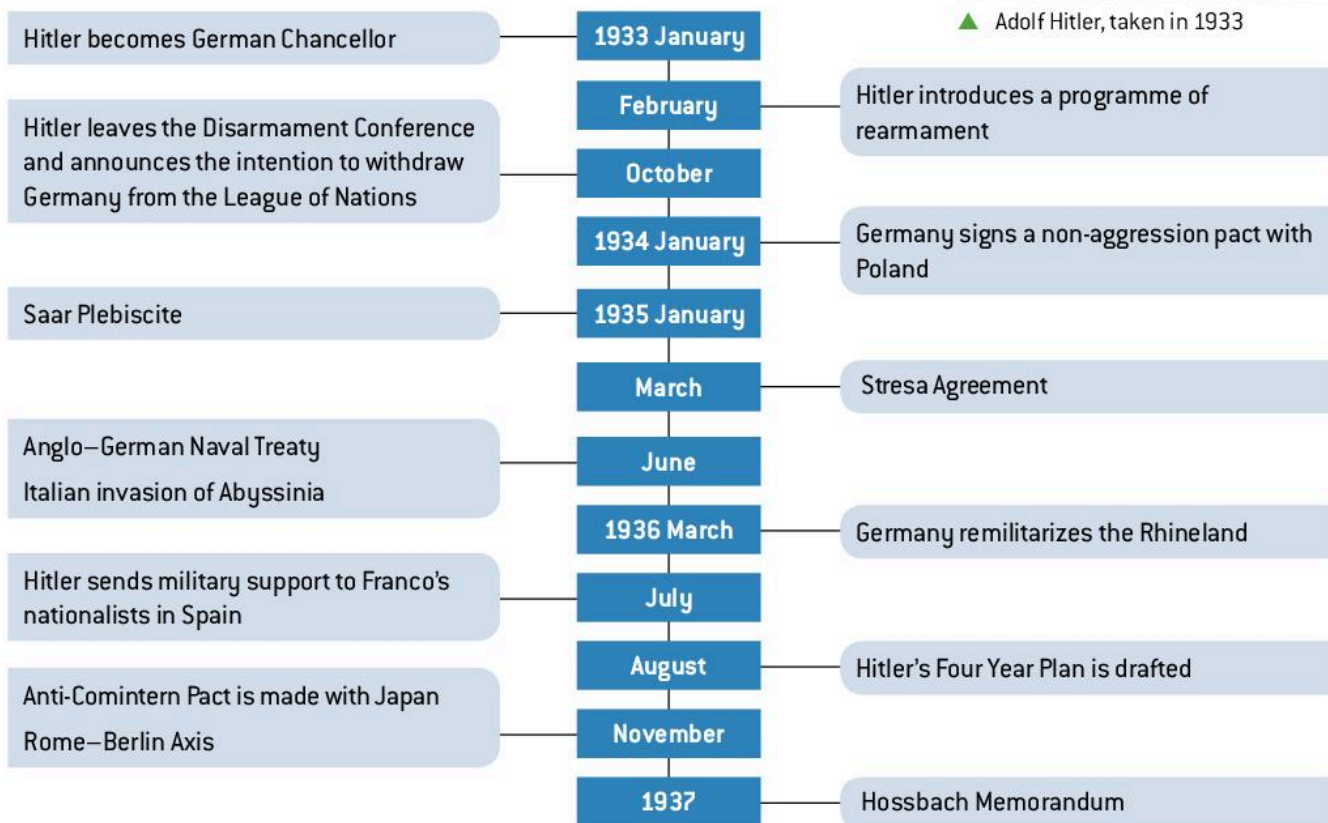 ▲ Adolf Hitler, taken in 1933
Hitler becomes German Chancellor
1933 January
February
Hitler introduces a programme of
rearmament
Hitler leaves the Disarmament Conference
and announces the intention to withdraw
Germany from the League of Nations
October
1934 January
Germany signs a non-aggression pact with
Poland
Saar Plebiscite
1935 January
March
Stresa Agreement
Anglo–German Naval Treaty
Italian invasion of Abyssinia
June
1936 March
Germany remilitarizes the Rhineland
Hitler sends military support to Franco's
nationalists in Spain
July
August
Hitler's Four Year Plan is drafted
Anti-Comintern Pact is made with Japan
Rome–Berlin Axis
November
1937
Hossbach Memorandum